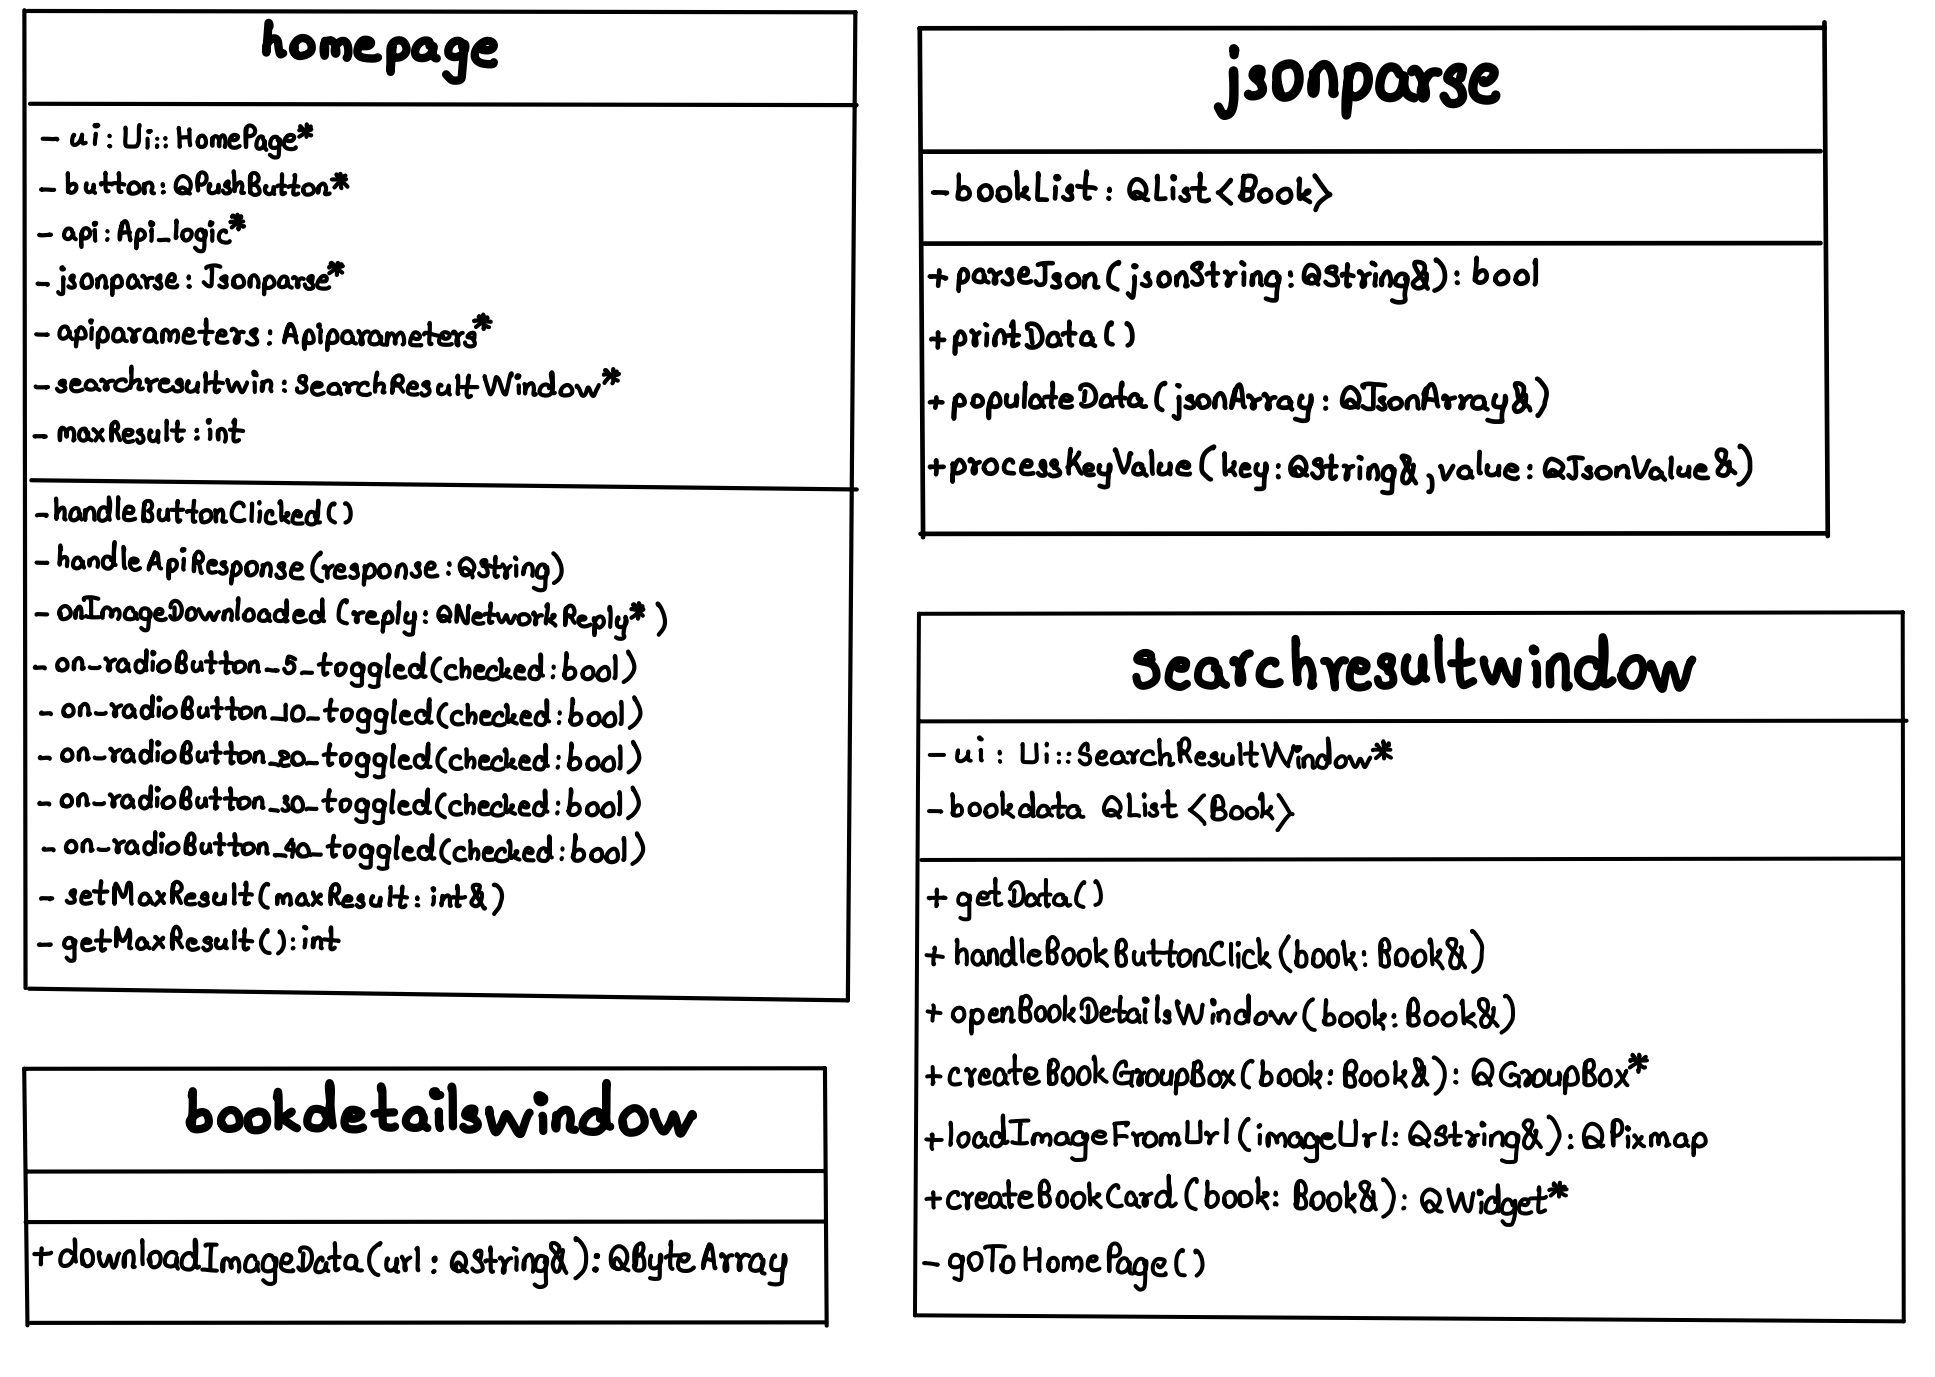 homepage
- ui: Ui:: HomePage*
- button: QPushButton*
- api: Api_logic*
- jsonparse: Jsonparse*
- apiparameters: Apiparameters*
- searchresultwin: SearchResultWindow*
- maxResult: int
- handleButtonClicked()
- handleApiResponse(response: QString)
- onImageDownloaded (reply: QNetworkReply* )
- on_radioButton_5_toggled(checked: bool)
- on_radioButton_10_toggled(checked: bool)
- on_radioButton_20_toggled(checked: bool)
- on_radioButton_30_toggled(checked: bool)
- on_radioButton_40_toggled(checked: bool)
- setMaxResult(maxResult: int&)
- getMaxResult(): int
bookdetailswindow
+ downloadImageData(url: QString&): QByteArray
jsonparse
- bookList: QList<Book>
+ parseJson(jsonString: QString&): bool
+ printData()
+ populateData(jsonArray: QJsonArray&)
+ processKeyValue(key: QString&, value: QJsonValue&)
searchresultwindow
- ui: Ui::SearchResultWindow*
- bookdata QList <Book>
+ getData()
+ handleBookButtonClick(book: Book&)
+ openBookDetailsWindow(book: Book&)
+ createBookGroupBox(book: Book&): QGroupBox*
+ loadImageFromUrl(imageUrl: QString&): QPixmap
+ createBookCard(book: Book&): QWidget*
- goToHomePage()